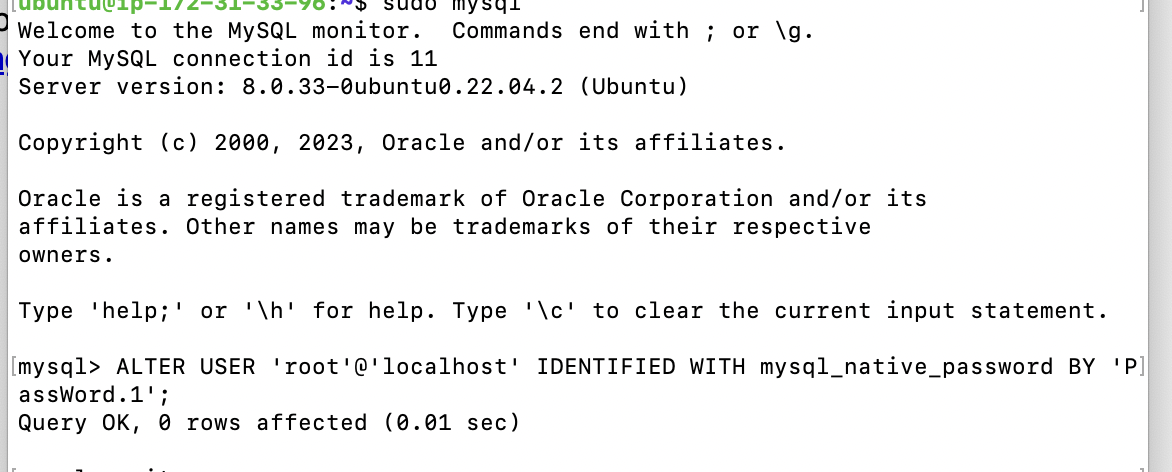 ubuntu@ip-172-31-33-96:~$ sudo mysql
Welcome to the MySQL monitor.  Commands end with ; or \g.
Your MySQL connection id is 11
Server version: 8.0.33-0ubuntu0.22.04.2 (Ubuntu)
Copyright (c) 2000, 2023, Oracle and/or its affiliates.
Oracle is a registered trademark of Oracle Corporation and/or its
affiliates. Other names may be trademarks of their respective
owners.
Type 'help;' or '\h' for help. Type '\c' to clear the current input statement.
[mysql> ALTER USER 'root'@'localhost' IDENTIFIED WITH mysql_native_password BY 'P]
assWord.1';
Query OK, 0 rows affected (0.01 sec)